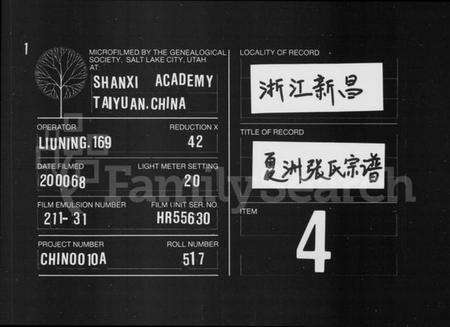 1
MICROFILMED BY THE GENEALOGICAL
SOCIETY, SALT LAKE CITY, UTAH
AT
SHANXI ACADEMY
TAIYUAN.CHINA
OPERATOR REDUCTION X
LIUNING.169 42
DATE FILMED LIGHT METER SETTING
200068 20
FILM EMULSION NUMBER FILM UNIT SER. NO.
211-31 HR55630
PROJECT NUMBER ROLL NUMBER
CHIN0010A 517
LOCALITY OF RECORD
浙江新昌
TITLE OF RECORD
夏洲张氏宗谱
ITEM
4
FamilySearch